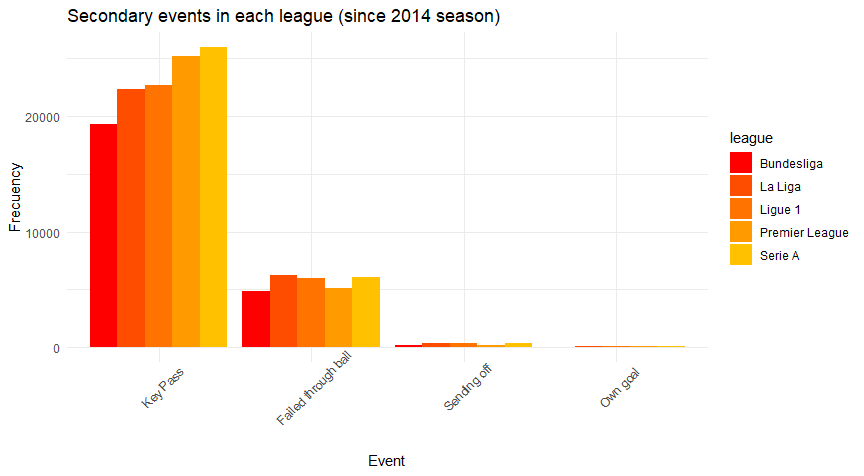 Secondary events in each league (since 2014 season)
Frecuency
20000
10000
0
Key Pass
Failed through ball
Sending off
Own goal
Event
league
Bundesliga
La Liga
Ligue 1
Premier League
Serie A